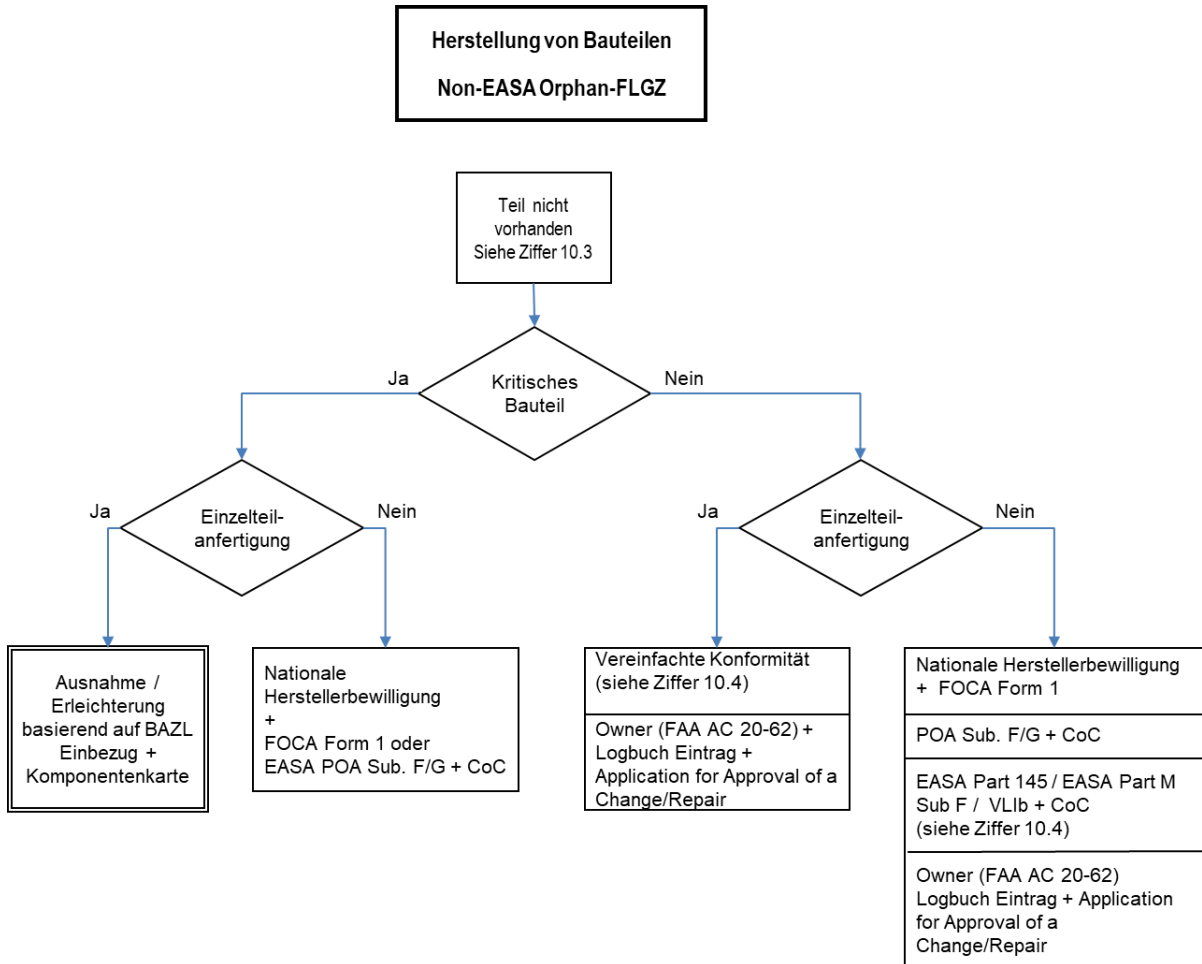 Herstellung von Bauteilen
Non-EASA Orphan-FLGZ
Teil nicht
vorhanden
Siehe Ziffer 10.3
Ja
Kritisches
Bauteil
Nein
Ja
Einzelteil-
anfertigung
Nein
Ja
Einzelteil-
anfertigung
Nein
Ausnahme /
Erleichterung
basierend auf BAZL
Einbezug +
Komponentenkarte
Nationale
Herstellerbewilligung
+
FOCA Form 1 oder
EASA POA Sub. F/G + CoC
Vereinfachte Konformität
(siehe Ziffer 10.4)
Owner (FAA AC 20-62) +
Logbuch Eintrag +
Application for Approval of a
Change/Repair
Nationale Herstellerbewilligung
+ FOCA Form 1
POA Sub. F/G + CoC
EASA Part 145 / EASA Part M
Sub F / VLIb + CoC
(siehe Ziffer 10.4)
Owner (FAA AC 20-62)
Logbuch Eintrag + Application
for Approval of a
Change/Repair